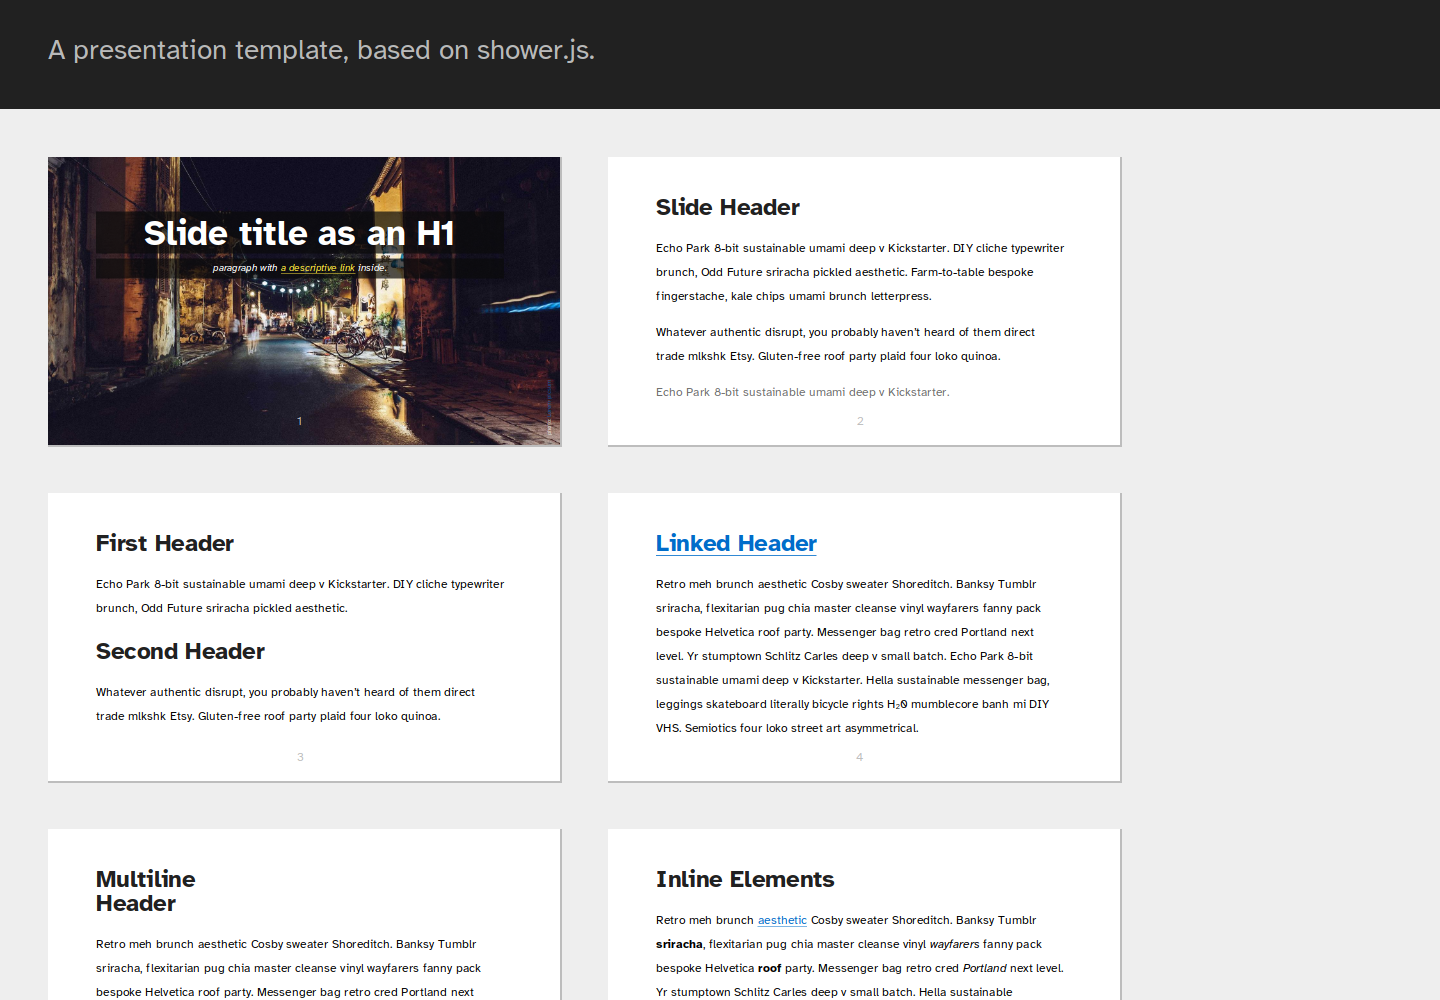 A presentation template, based on shower.js.
Slide title as an H1
paragraph with a descriptive link inside.
1
Slide Header
Echo Park 8-bit sustainable umami deep v Kickstarter. DIY cliche typewriter
brunch, Odd Future sriracha pickled aesthetic. Farm-to-table bespoke
fingerstache, kale chips umami brunch letterpress.
Whatever authentic disrupt, you probably haven't heard of them direct
trade mlkshk Etsy. Gluten-free roof party plaid four loko quinoa.
Echo Park 8-bit sustainable umami deep v Kickstarter.
2
First Header
Echo Park 8-bit sustainable umami deep v Kickstarter. DIY cliche typewriter
brunch, Odd Future sriracha pickled aesthetic.
Second Header
Whatever authentic disrupt, you probably haven't heard of them direct
trade mlkshk Etsy. Gluten-free roof party plaid four loko quinoa.
3
Linked Header
Retro meh brunch aesthetic Cosby sweater Shoreditch. Banksy Tumblr
sriracha, flexitarian pug chia master cleanse vinyl wayfarers fanny pack
bespoke Helvetica roof party. Messenger bag retro cred Portland next
level. Yr stumptown Schlitz Carles deep v small batch. Echo Park 8-bit
sustainable umami deep v Kickstarter. Hella sustainable messenger bag,
leggings skateboard literally bicycle rights H₂0 mumblecore banh mi DIY
VHS. Semiotics four loko street art asymmetrical.
4
Multiline
Header
Retro meh brunch aesthetic Cosby sweater Shoreditch. Banksy Tumblr
sriracha, flexitarian pug chia master cleanse vinyl wayfarers fanny pack
bespoke Helvetica roof party. Messenger bag retro cred Portland next
Inline Elements
Retro meh brunch aesthetic Cosby sweater Shoreditch. Banksy Tumblr
sriracha, flexitarian pug chia master cleanse vinyl wayfarers fanny pack
bespoke Helvetica roof party. Messenger bag retro cred Portland next level.
Yr stumptown Schlitz Carles deep v small batch. Hella sustainable